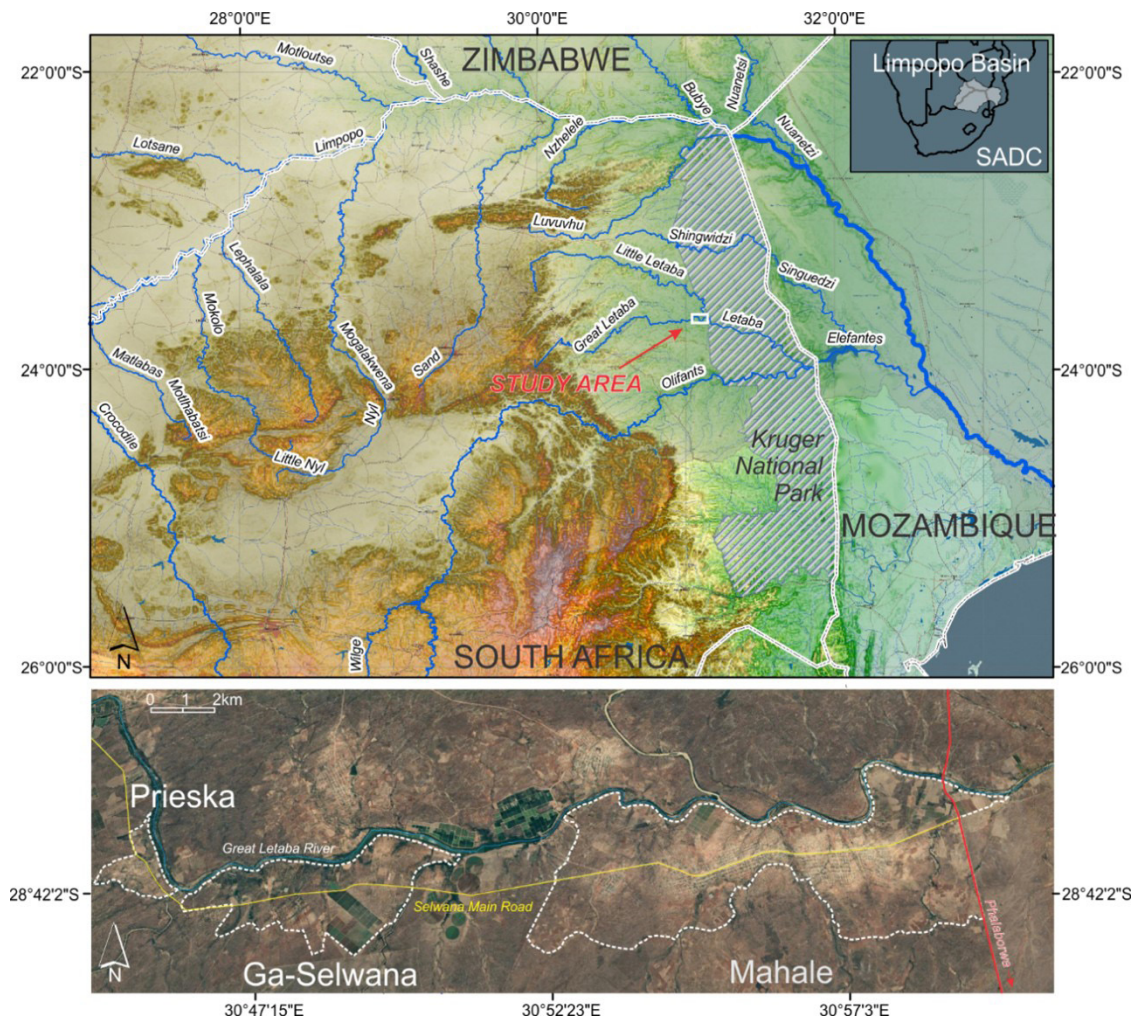 28°00'0"E
30°00'0"E
32°00'0"E
22°0'0"S
22°0'0"S
Motloutse
Shashe
ZIMBABWE
Bubye
Nuanetsi
Nuanetzi
Limpopo Basin
SADC
Lotsane
Limpopo
Nzhelele
Luvuvhu
Shingwidzi
Singuedzi
Little Letaba
Lephalala
Mokolo
Mogalakwena
Sand
Great Letaba
Letaba
Elefantes
STUDY AREA
Olifants
24°0'0"S
24°0'0"S
Matlabas
Motlhabatsi
Crocodile
Nyl
Little Nyl
Kruger
National
Park
MOZAMBIQUE
N
Wilge
SOUTH AFRICA
26°0'0"S
26°0'0"S
0 1 2km
Prieska
Great Letaba River
28°42'2"S
28°42'2"S
Selwana Main Road
Phalaborwa
N
Ga-Selwana
Mahale
30°47'15"E
30°52'23"E
30°57'3"E